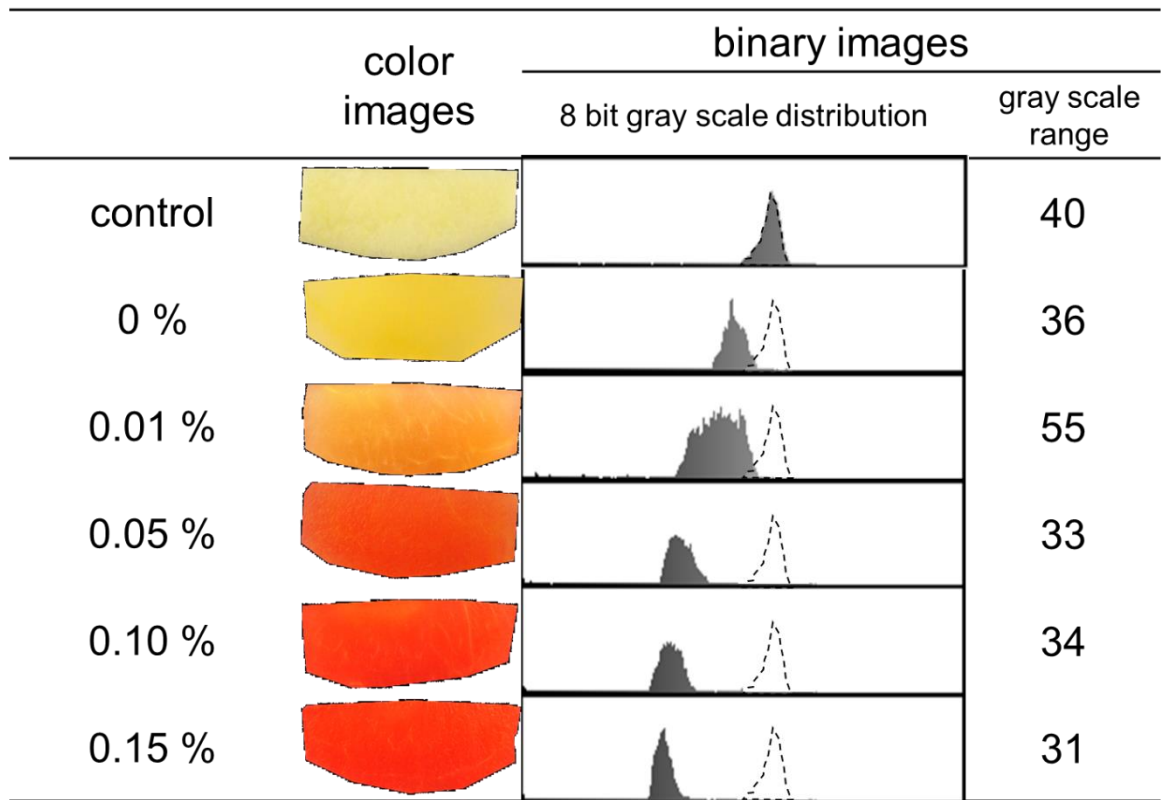 color
images
binary images
8 bit gray scale distribution
gray scale
range
control
40
0 %
36
0.01 %
55
0.05 %
33
0.10 %
34
0.15 %
31